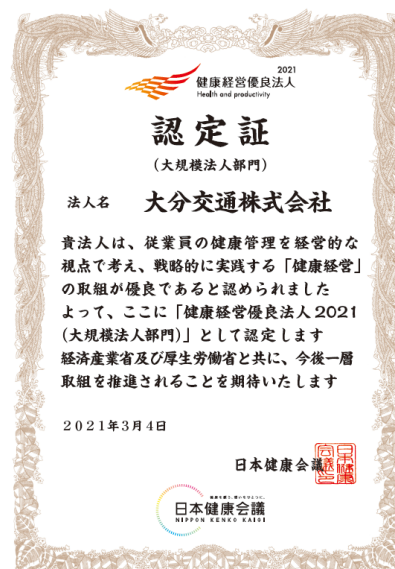 2021
健康経営優良法人
Health and productivity
認定証
(大規模法人部門)
法人名 大分交通株式会社
貴法人は、従業員の健康管理を経営的な
視点で考え、戦略的に実践する「健康経営」
の取組が優良であると認められました
よって、ここに「健康経営優良法人2021
(大規模法人部門)」として認定します
経済産業省及び厚生労働省と共に、今後一層
取組を推進されることを期待いたします
2021年3月4日
日本健康会議
日本健康会議
NIPPON KENKO KAIGI